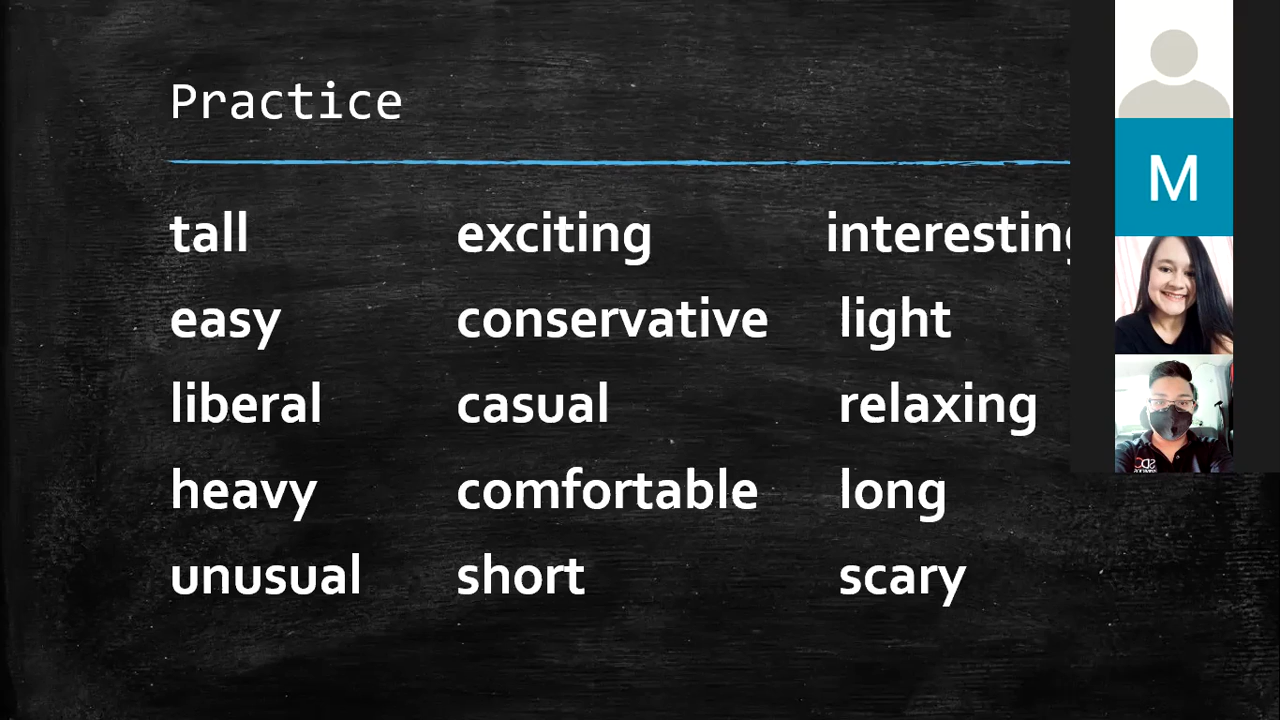 Practice
tall exciting interesting
easy conservative light
liberal casual relaxing
heavy comfortable long
unusual short scary
M